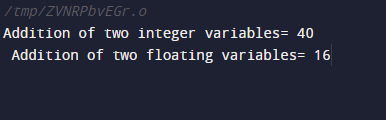 /tmp/ZVNRPbvEGr.o
Addition of two integer variables= 40
Addition of two floating variables= 16